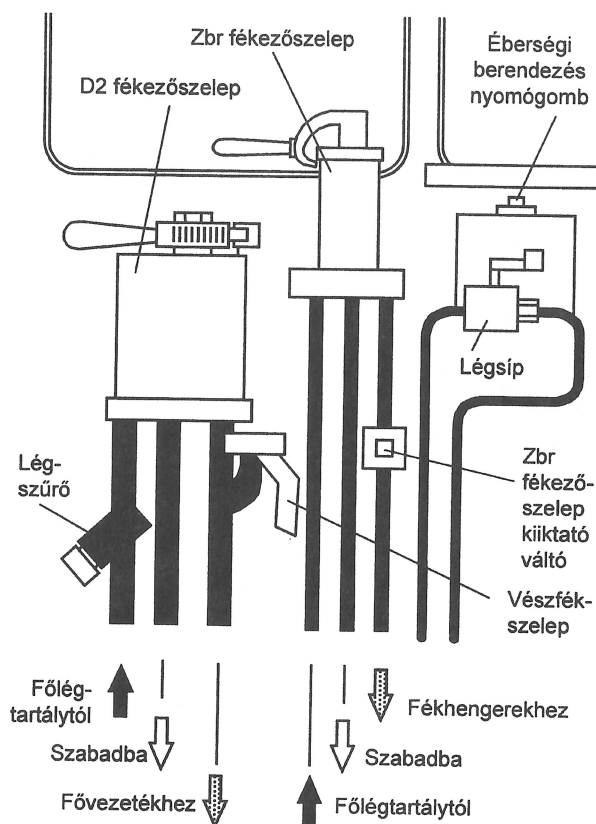 Zbr fékezőszelep
D2 fékezőszelep
Éberségi
berendezés
nyomógomb
Légsíp
Lég-
szűrő
Zbr
fékező-
szelep
kiiktató
váltó
Vészfék-
szelep
Főlég-
tartálytól
Szabadba
Fővezetékhez
Fékhengerekhez
Szabadba
Főlégtartálytól